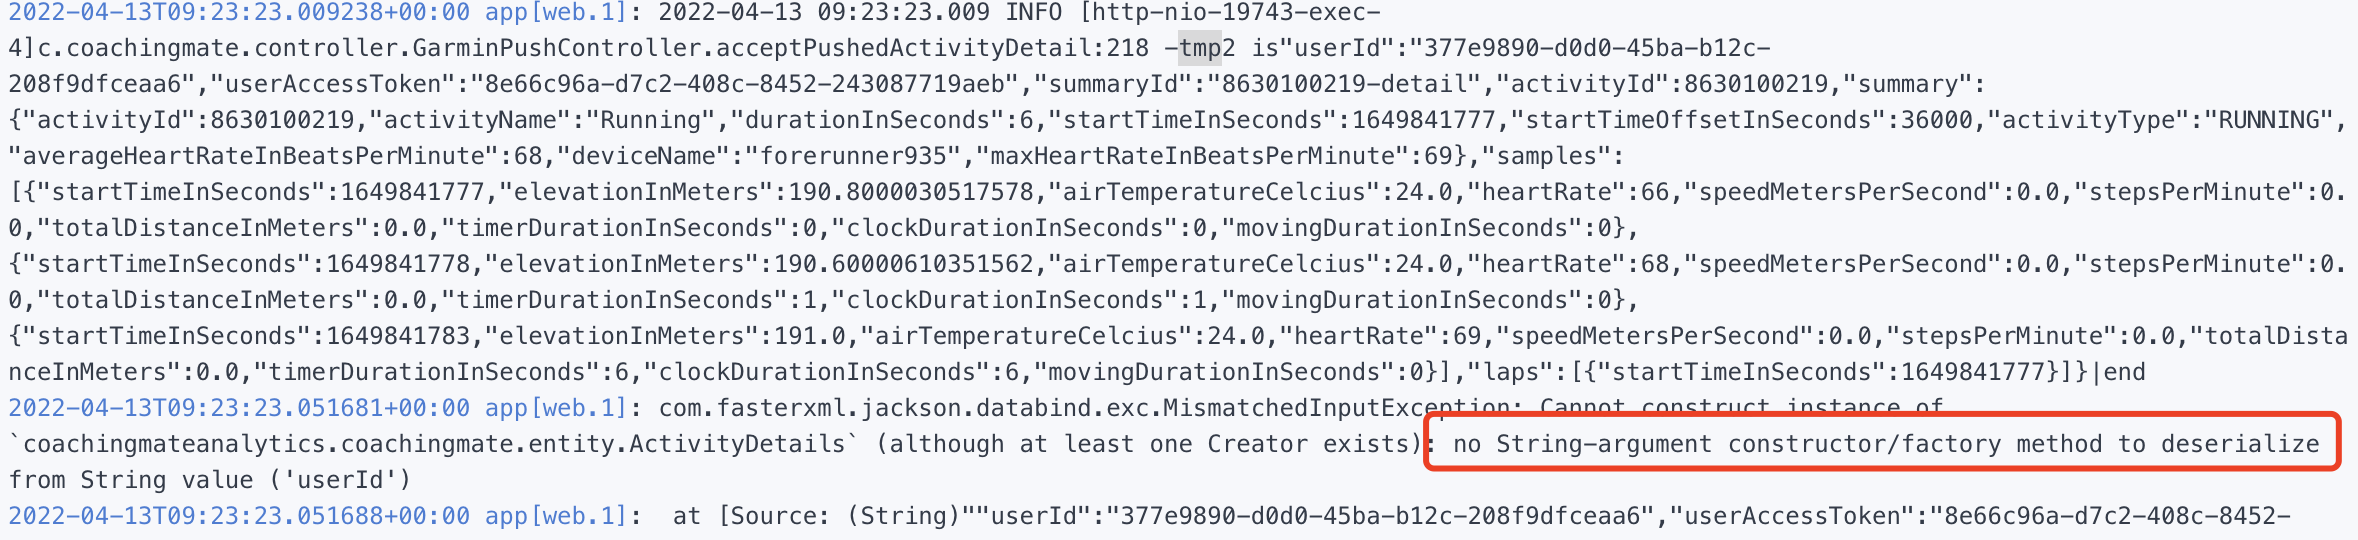 2022-04-13T09:23:23.009238+00:00 app[web.1]: 2022-04-13 09:23:23.009 INFO [http-nio-19743-exec-
4]c.coachingmate.controller.GarminPushController.acceptPushedActivityDetail:218 -tmp2 is"userId":"377e9890-d0d0-45ba-b12c-
208f9dfceaa6","userAccessToken":"8e66c96a-d7c2-408c-8452-243087719aeb","summaryId":"8630100219-detail","activityId":8630100219,"summary":
{"activityId":8630100219,"activityName":"Running","durationInSeconds":6,"startTimeInSeconds":1649841777,"startTimeOffsetInSeconds":36000,"activityType":"RUNNING",
"averageHeartRateInBeatsPerMinute":68,"deviceName":"forerunner935","maxHeartRateInBeatsPerMinute":69},"samples":
[{"startTimeInSeconds":1649841777,"elevationInMeters":190.8000030517578,"airTemperatureCelcius":24.0,"heartRate":66,"speedMetersPerSecond":0.0,"stepsPerMinute":0.
0,"totalDistanceInMeters":0.0,"timerDurationInSeconds":0,"clockDurationInSeconds":0,"movingDurationInSeconds":0},
{"startTimeInSeconds":1649841778,"elevationInMeters":190.60000610351562,"airTemperatureCelcius":24.0,"heartRate":68,"speedMetersPerSecond":0.0,"stepsPerMinute":0.
0,"totalDistanceInMeters":0.0,"timerDurationInSeconds":1,"clockDurationInSeconds":1,"movingDurationInSeconds":0},
{"startTimeInSeconds":1649841783,"elevationInMeters":191.0,"airTemperatureCelcius":24.0,"heartRate":69,"speedMetersPerSecond":0.0,"stepsPerMinute":0.0,"totalDista
nceInMeters":0.0,"timerDurationInSeconds":6,"clockDurationInSeconds":6,"movingDurationInSeconds":0}],"laps":[{"startTimeInSeconds":1649841777}]}|end
2022-04-13T09:23:23.051681+00:00 app[web.1]: com.fasterxml.jackson.databind.exc.MismatchedInputException: Cannot construct instance of
`coachingmateanalytics.coachingmate.entity.ActivityDetails` (although at least one Creator exists): no String-argument constructor/factory method to deserialize
from String value ('userId')
2022-04-13T09:23:23.051688+00:00 app[web.1]:  at [Source: (String)""userId":"377e9890-d0d0-45ba-b12c-208f9dfceaa6","userAccessToken":"8e66c96a-d7c2-408c-8452-